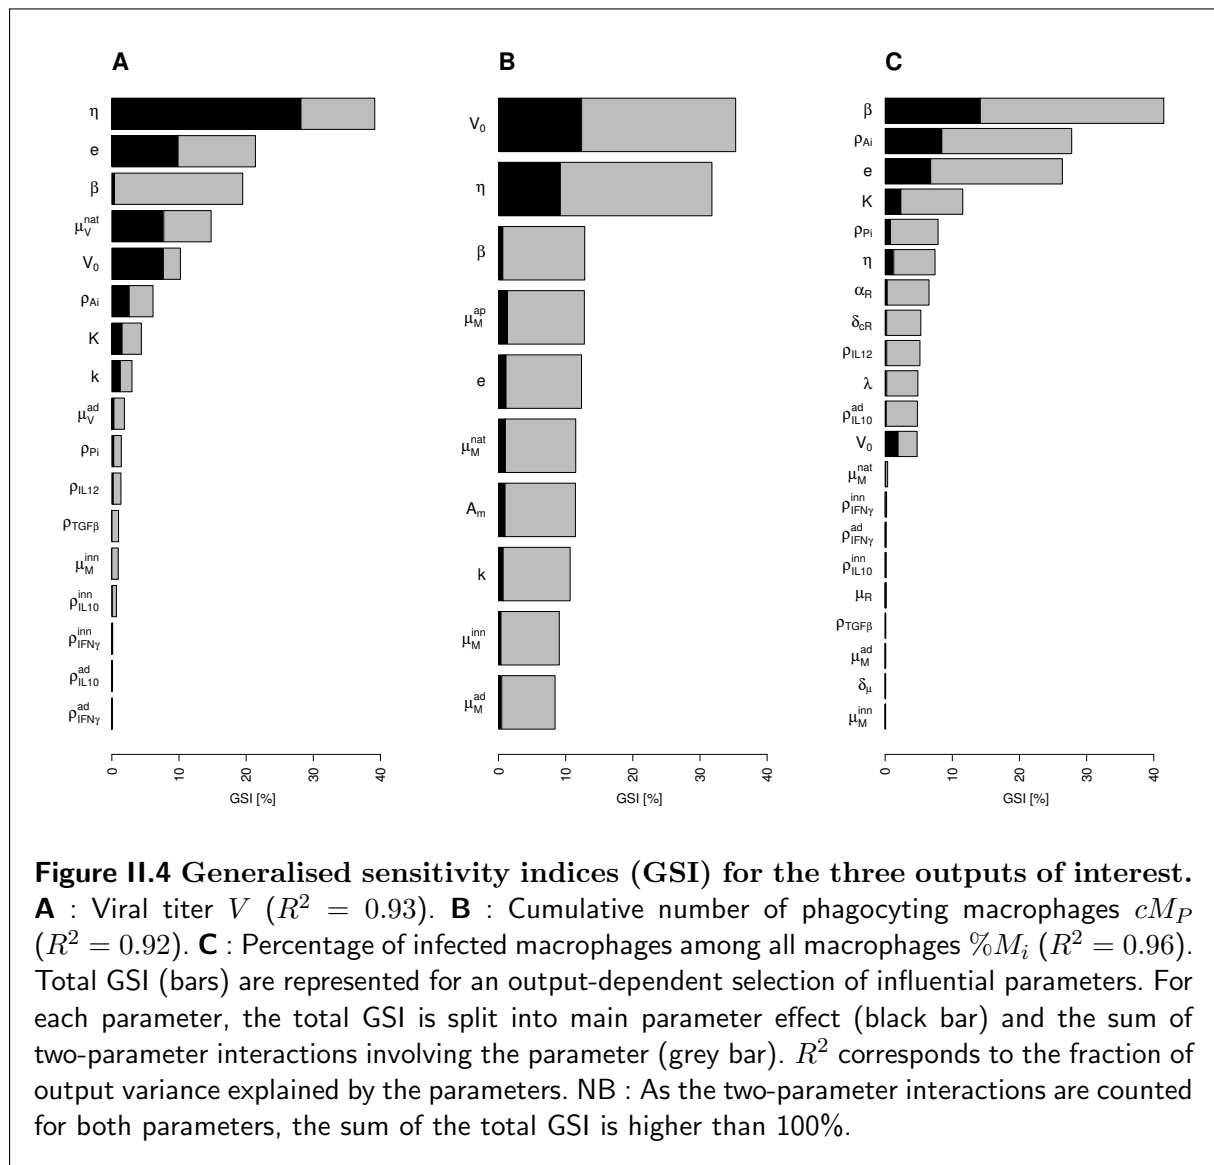 A
η
e
β
μ_V^nat
V_0
ρ_Ai
K
k
μ_V^ad
ρ_Pi
ρ_IL12
ρ_TGFβ
μ_M^inn
ρ_IL10^inn
ρ_IFNγ^inn
ρ_IL10^ad
ρ_IFNγ^ad
0 10 20 30 40
GSI [%]
B
V_0
η
β
μ_M^ap
e
μ_M^nat
A_m
k
μ_M^inn
μ_M^ad
0 10 20 30 40
GSI [%]
C
β
ρ_Ai
e
K
ρ_Pi
η
α_R
δ_cR
ρ_IL12
λ
ρ_IL10^ad
V_0
μ_M^nat
ρ_IFNγ^inn
ρ_IFNγ^ad
ρ_IL10^inn
μ_R
ρ_TGFβ
μ_M^ad
δ_μ
μ_M^inn
0 10 20 30 40
GSI [%]
Figure II.4 Generalised sensitivity indices (GSI) for the three outputs of interest.
A : Viral titer V (R² = 0.93). B : Cumulative number of phagocyting macrophages cM_P
(R² = 0.92). C : Percentage of infected macrophages among all macrophages %M_i (R² = 0.96).
Total GSI (bars) are represented for an output-dependent selection of influential parameters. For
each parameter, the total GSI is split into main parameter effect (black bar) and the sum of
two-parameter interactions involving the parameter (grey bar). R² corresponds to the fraction of
output variance explained by the parameters. NB : As the two-parameter interactions are counted
for both parameters, the sum of the total GSI is higher than 100%.